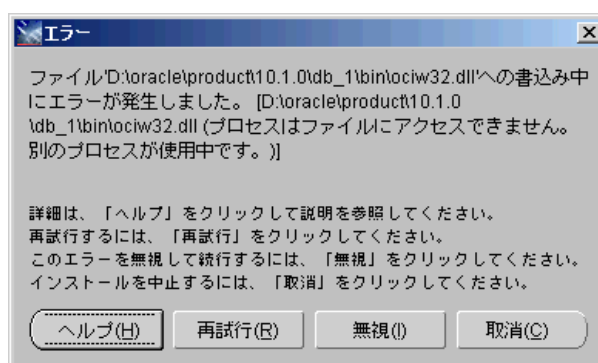 エラー
ファイル'D:\oracle\product\10.1.0\db_1\bin\ociw32.dll'への書込み中
にエラーが発生しました。 [D:\oracle\product\10.1.0
\db_1\bin\ociw32.dll (プロセスはファイルにアクセスできません。
別のプロセスが使用中です。)]
詳細は、「ヘルプ」をクリックして説明を参照してください。
再試行するには、「再試行」をクリックしてください。
このエラーを無視して続行するには、「無視」をクリックしてください。
インストールを中止するには、「取消」をクリックしてください。
ヘルプ(H) 再試行(R) 無視(I) 取消(C)